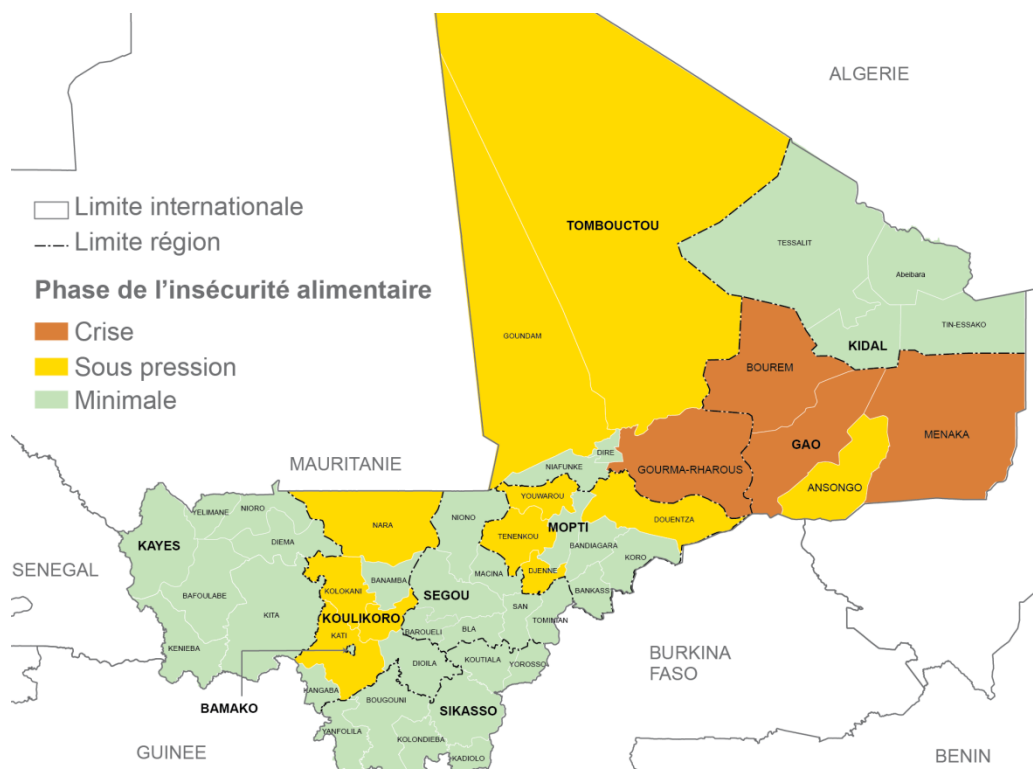 ALGERIE
Limite internationale
Limite région
Phase de l'insécurité alimentaire
Crise
Sous pression
Minimale
TOMBOUCTOU
TESSALIT
Abeibara
TIN-ESSAKO
KIDAL
GOUNDAM
BOUREM
MENAKA
GAO
ANSONGO
GOURMA-RHAROUS
DIRE
NIAFUNKE
MAURITANIE
YOUWAROU
DOUENTZA
MOPTI
TENENKOU
BANDIAGARA
KORO
DJENNE
BANKASS
NARA
NIONO
YELIMANE
NIORO
KAYES
DIEMA
SENEGAL
BAFOULABE
KITA
KENIEBA
KOLOKANI
BANAMBA
MACINA
SEGOU
KOULIKORO
KATI
SAN
TOMINIAN
BAROUELI
BLA
DIOILA
KOUTIALA
YOROSSO
KANGABA
BOUGOUNI
BAMAKO
SIKASSO
YANFOLILA
KOLONDIEBA
KADIOLO
GUINEE
BURKINA
FASO
BENIN